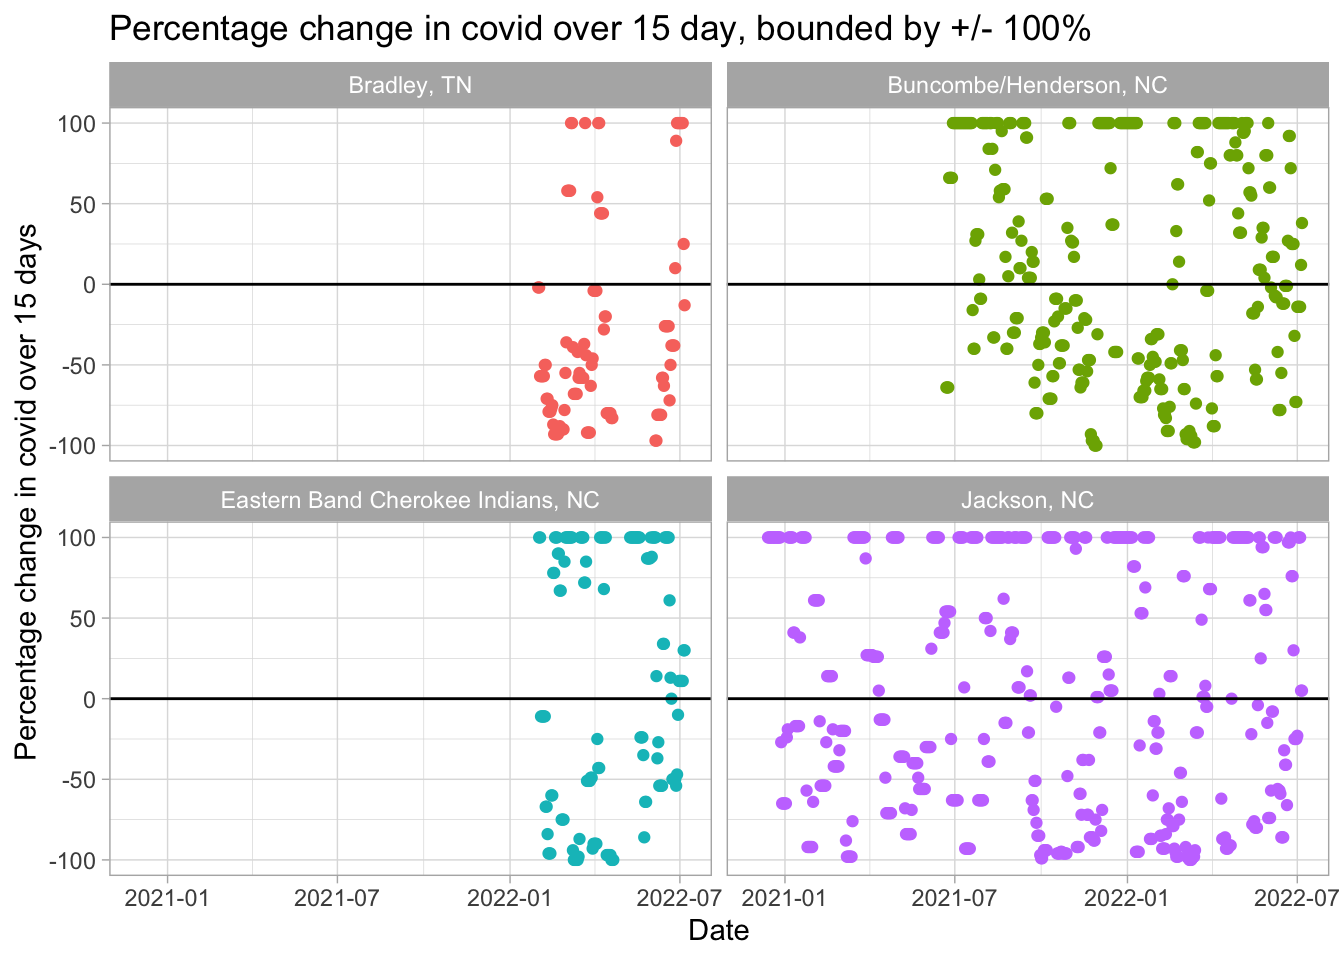 Percentage change in covid over 15 day, bounded by +/- 100%
Bradley, TN
Buncombe/Henderson, NC
100
50
0
-50
-100
Eastern Band Cherokee Indians, NC
Jackson, NC
100
50
0
-50
-100
Percentage change in covid over 15 days
2021-01
2021-07
2022-01
2022-07
2021-01
2021-07
2022-01
2022-07
Date